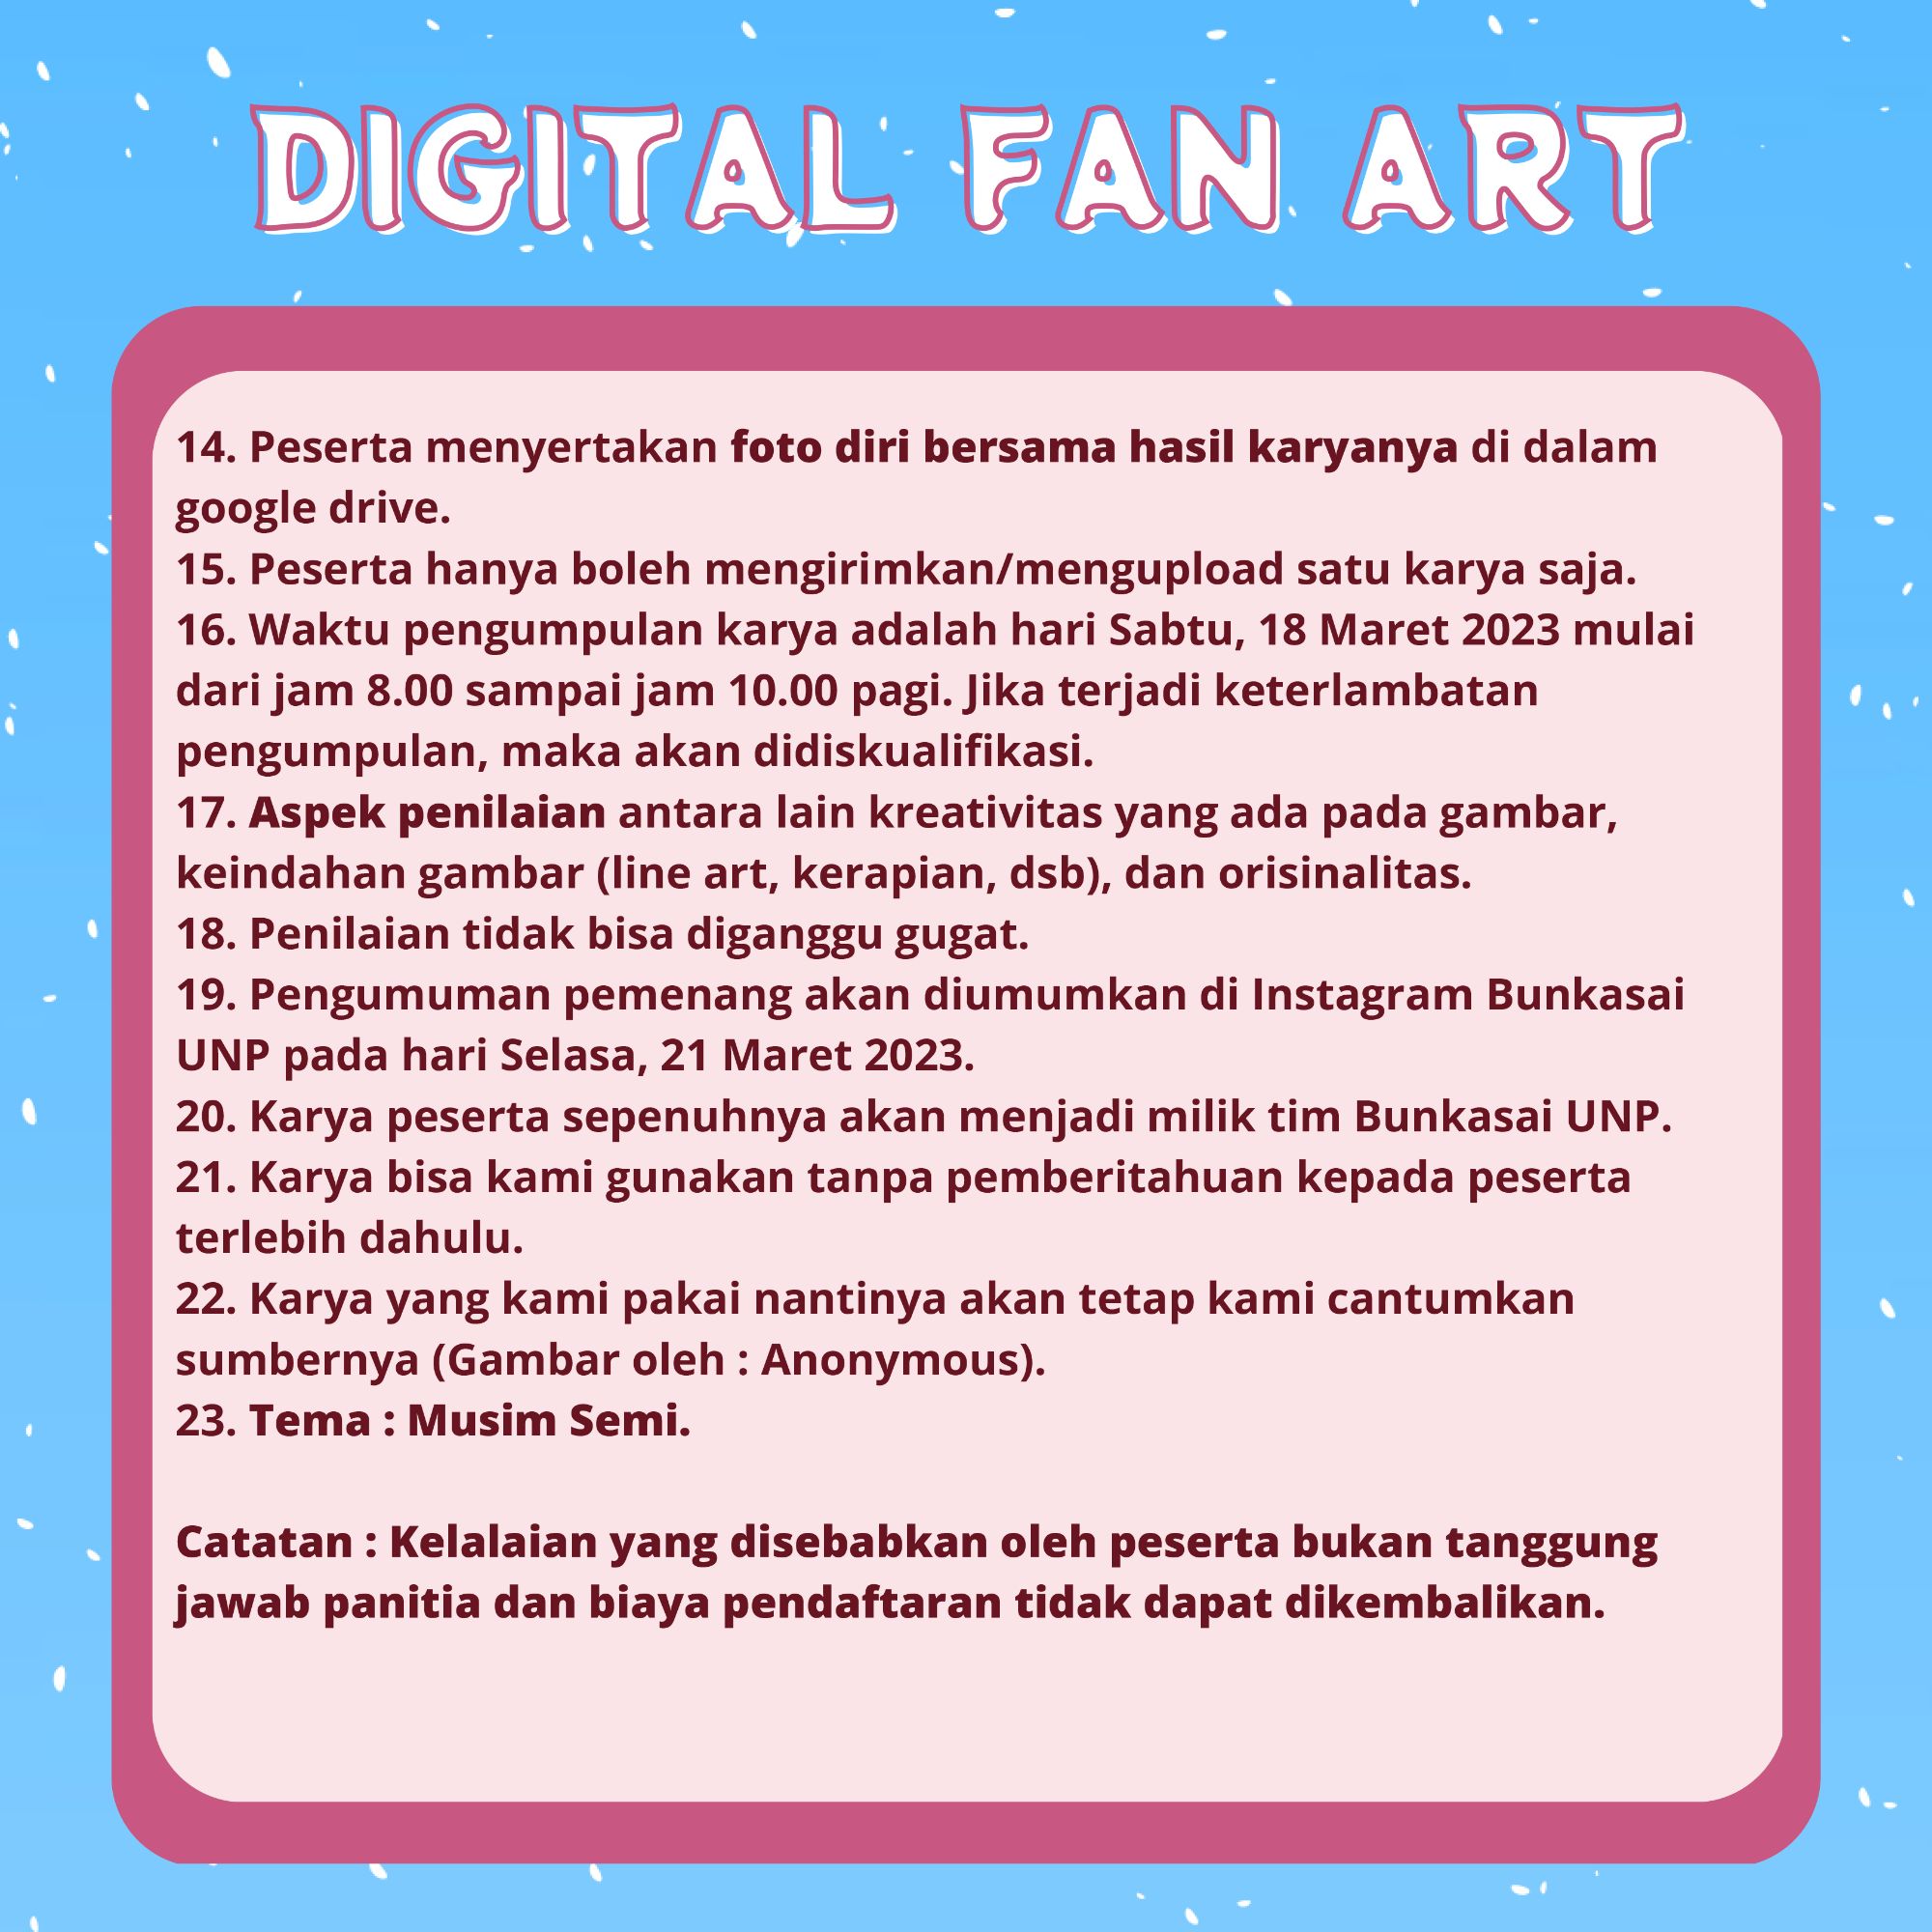 DIGITAL FAN ART
14. Peserta menyertakan foto diri bersama hasil karyanya di dalam
google drive.
15. Peserta hanya boleh mengirimkan/mengupload satu karya saja.
16. Waktu pengumpulan karya adalah hari Sabtu, 18 Maret 2023 mulai
dari jam 8.00 sampai jam 10.00 pagi. Jika terjadi keterlambatan
pengumpulan, maka akan didiskualifikasi.
17. Aspek penilaian antara lain kreativitas yang ada pada gambar,
keindahan gambar (line art, kerapian, dsb), dan orisinalitas.
18. Penilaian tidak bisa diganggu gugat.
19. Pengumuman pemenang akan diumumkan di Instagram Bunkasai
UNP pada hari Selasa, 21 Maret 2023.
20. Karya peserta sepenuhnya akan menjadi milik tim Bunkasai UNP.
21. Karya bisa kami gunakan tanpa pemberitahuan kepada peserta
terlebih dahulu.
22. Karya yang kami pakai nantinya akan tetap kami cantumkan
sumbernya (Gambar oleh : Anonymous).
23. Tema : Musim Semi.
Catatan : Kelalaian yang disebabkan oleh peserta bukan tanggung
jawab panitia dan biaya pendaftaran tidak dapat dikembalikan.